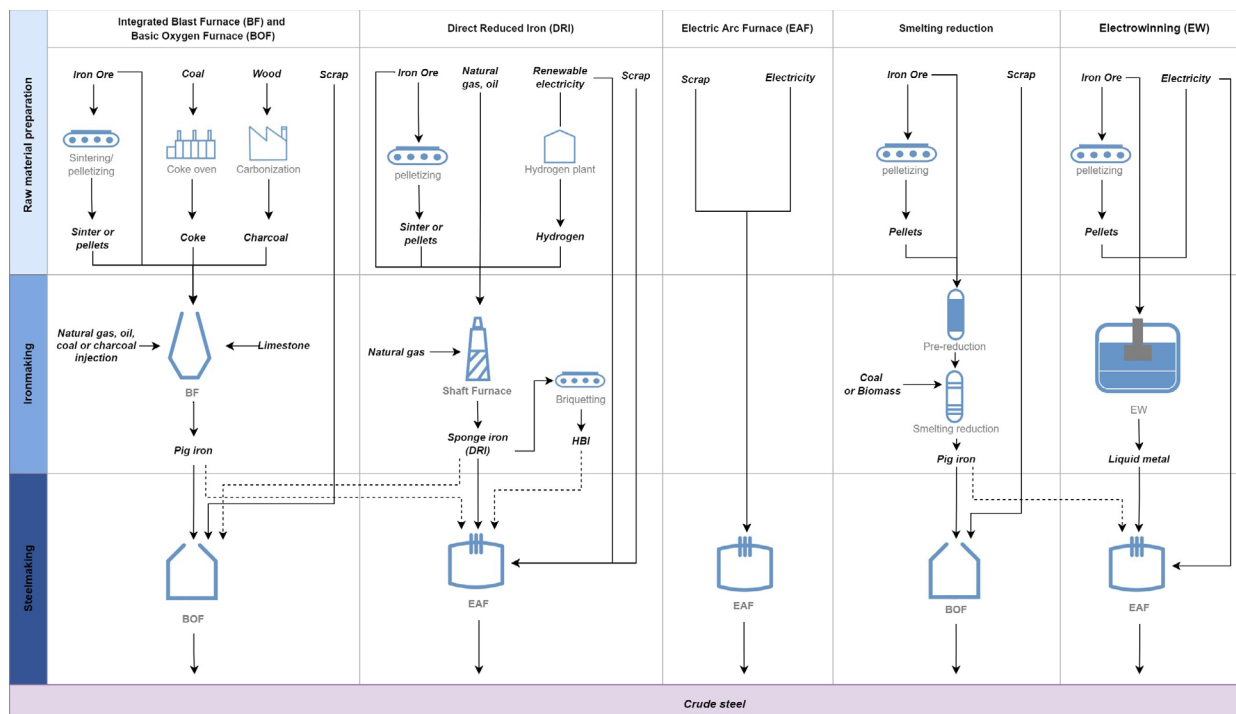 Integrated Blast Furnace (BF) and
Basic Oxygen Furnace (BOF)
Direct Reduced Iron (DRI)
Electric Arc Furnace (EAF)
Smelting reduction
Electrowinning (EW)
Raw material preparation
Iron Ore
Coal
Wood
Scrap
Sintering/
pelletizing
Coke oven
Carbonization
Sinter or
pellets
Coke
Charcoal
Iron Ore
Natural
gas, oil
Renewable
electricity
Scrap
pelletizing
Hydrogen plant
Sinter or
pellets
Hydrogen
Scrap
Electricity
Iron Ore
Scrap
pelletizing
Pellets
Iron Ore
Electricity
pelletizing
Pellets
Ironmaking
Natural gas, oil,
coal or charcoal
injection
Limestone
BF
Pig iron
Natural gas
Shaft Furnace
Briquetting
Sponge iron
(DRI)
HBI
Pre-reduction
Coal
or Biomass
Smelting reduction
Pig iron
EW
Liquid metal
Steelmaking
BOF
EAF
EAF
BOF
EAF
Crude steel